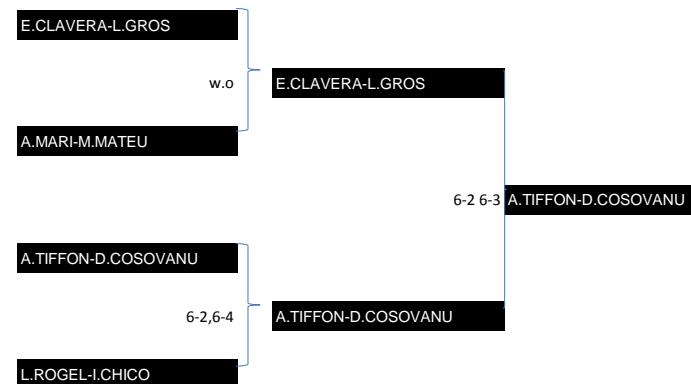 E.CLAVERA-L.GROS
w.o
E.CLAVERA-L.GROS
A.MARI-M.MATEU
6-2 6-3 A.TIFFON-D.COSOVANU
A.TIFFON-D.COSOVANU
6-2,6-4
A.TIFFON-D.COSOVANU
L.ROGEL-I.CHICO